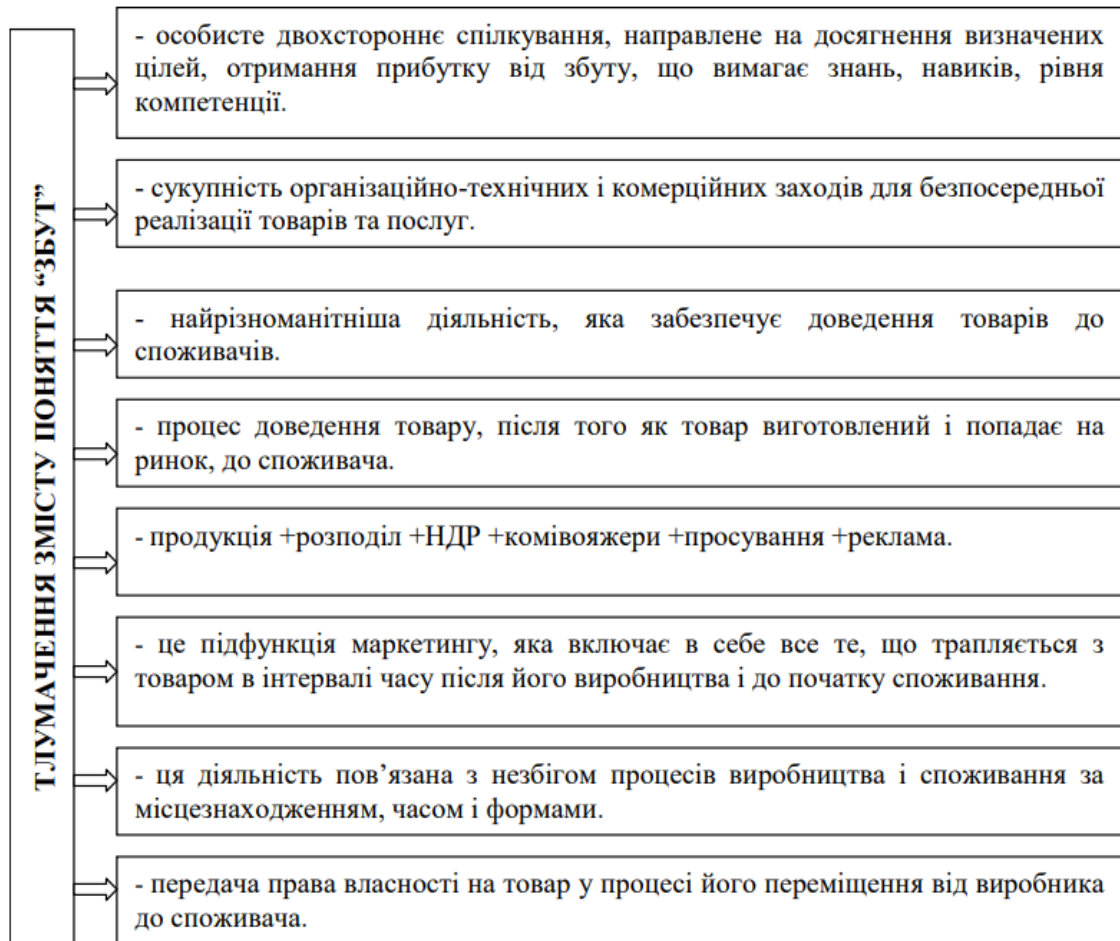 ТЛУМАЧЕННЯ ЗМІСТУ ПОНЯТТЯ “ЗБУТ”
- особисте двохстороннє спілкування, направлене на досягнення визначених
цілей, отримання прибутку від збуту, що вимагає знань, навиків, рівня
компетенції.
- сукупність організаційно-технічних і комерційних заходів для безпосередньої
реалізації товарів та послуг.
- найрізноманітніша діяльність, яка забезпечує доведення товарів до
споживачів.
- процес доведення товару, після того як товар виготовлений і попадає на
ринок, до споживача.
- продукція +розподіл +НДР +комівояжери +просування +реклама.
- це підфункція маркетингу, яка включає в себе все те, що трапляється з
товаром в інтервалі часу після його виробництва і до початку споживання.
- ця діяльність пов’язана з незбігом процесів виробництва і споживання за
місцезнаходженням, часом і формами.
- передача права власності на товар у процесі його переміщення від виробника
до споживача.